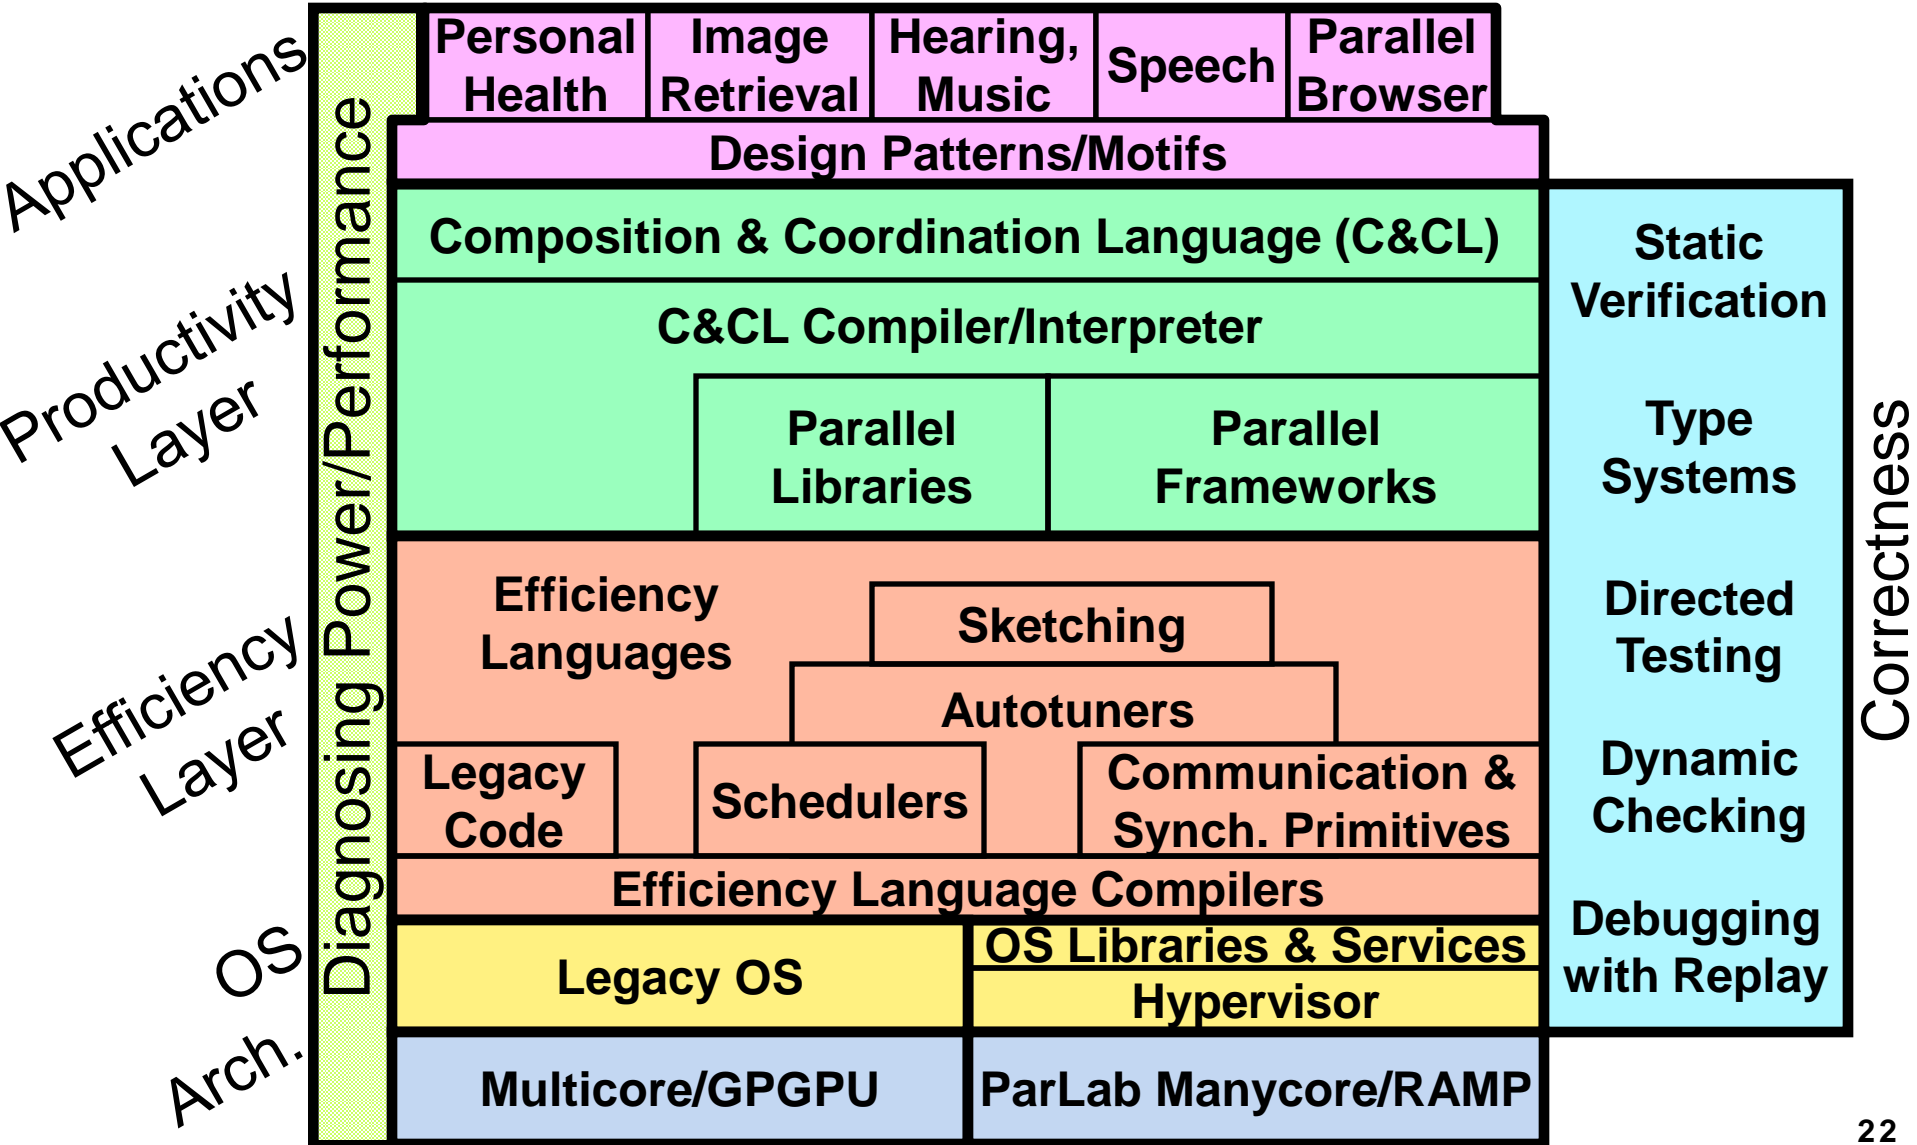 Applications
Productivity
Layer
Efficiency
Layer
OS
Arch.
Diagnosing Power/Performance
Personal
Health
Image
Retrieval
Hearing,
Music
Speech
Parallel
Browser
Design Patterns/Motifs
Composition & Coordination Language (C&CL)
C&CL Compiler/Interpreter
Parallel
Libraries
Parallel
Frameworks
Efficiency
Languages
Sketching
Autotuners
Legacy
Code
Schedulers
Communication &
Synch. Primitives
Efficiency Language Compilers
Legacy OS
OS Libraries & Services
Hypervisor
Multicore/GPGPU
ParLab Manycore/RAMP
Static
Verification
Type
Systems
Directed
Testing
Dynamic
Checking
Debugging
with Replay
Correctness
22